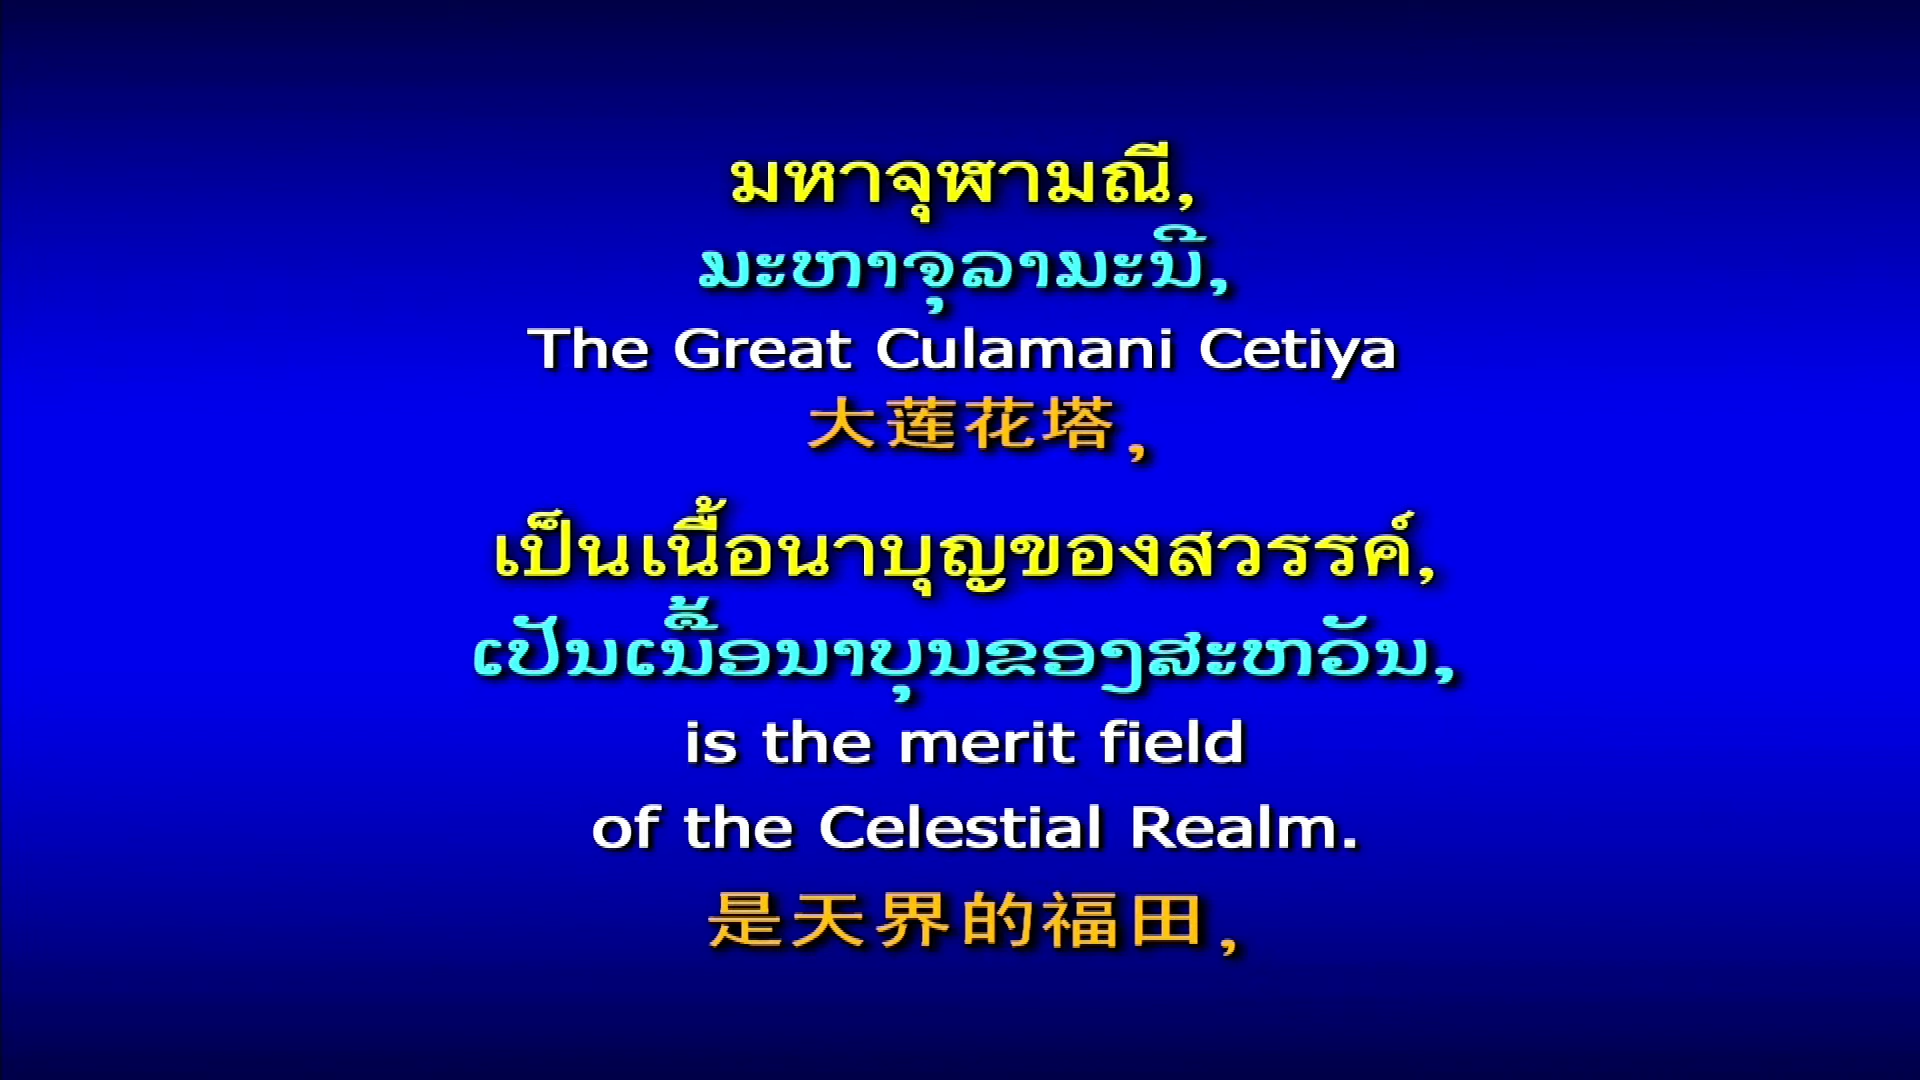 มหาจุฬามณี,
ມະຫາຈຸລາມະນີ,
The Great Culamani Cetiya
大莲花塔,
เป็นเนื้อนาบุญของสวรรค์,
ເປັນເນື້ອນາບຸນຂອງສະຫວັນ,
is the merit field
of the Celestial Realm.
是天界的福田,